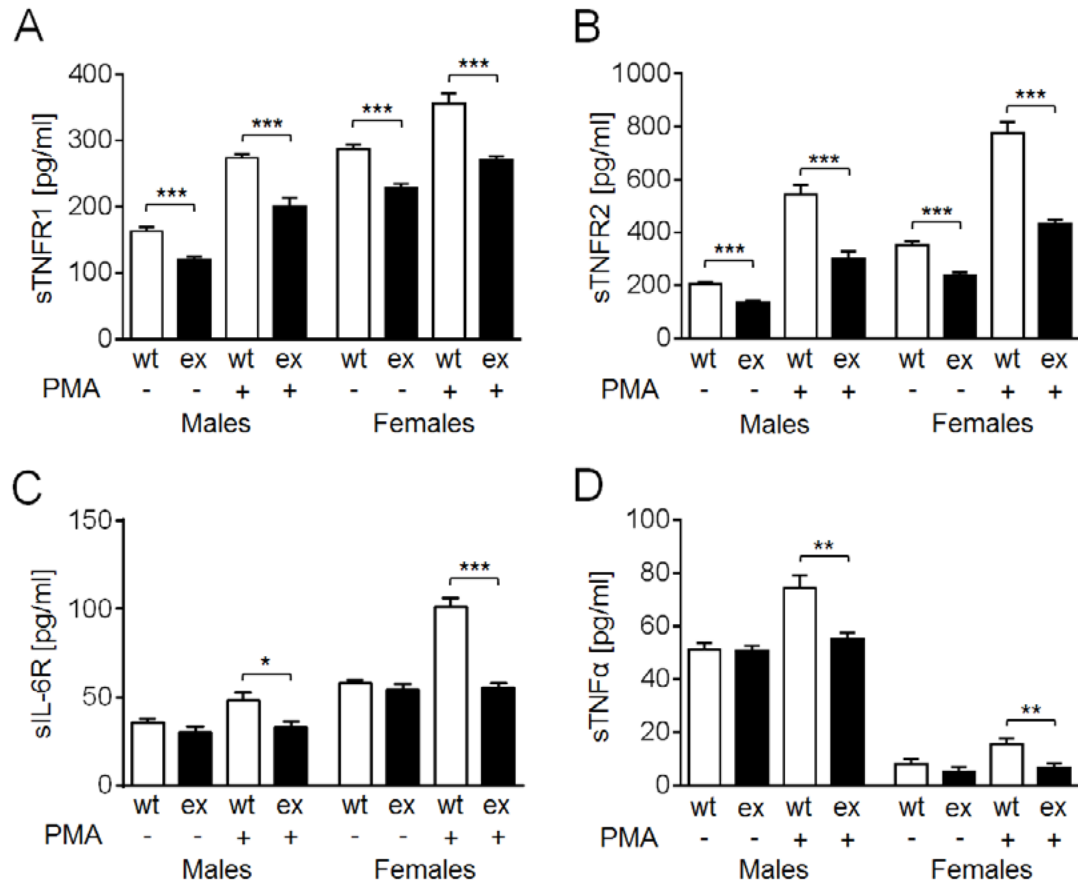 A
sTNFR1 [pg/ml]
400
300
200
100
0
***
***
***
***
wt ex wt ex wt ex wt ex
PMA - - + + - - + +
Males Females
B
sTNFR2 [pg/ml]
1000
800
600
400
200
0
***
***
***
***
wt ex wt ex wt ex wt ex
PMA - - + + - - + +
Males Females
C
sIL-6R [pg/ml]
150
100
50
0
*
***
wt ex wt ex wt ex wt ex
PMA - - + + - - + +
Males Females
D
sTNFα [pg/ml]
100
80
60
40
20
0
**
**
wt ex wt ex wt ex wt ex
PMA - - + + - - + +
Males Females